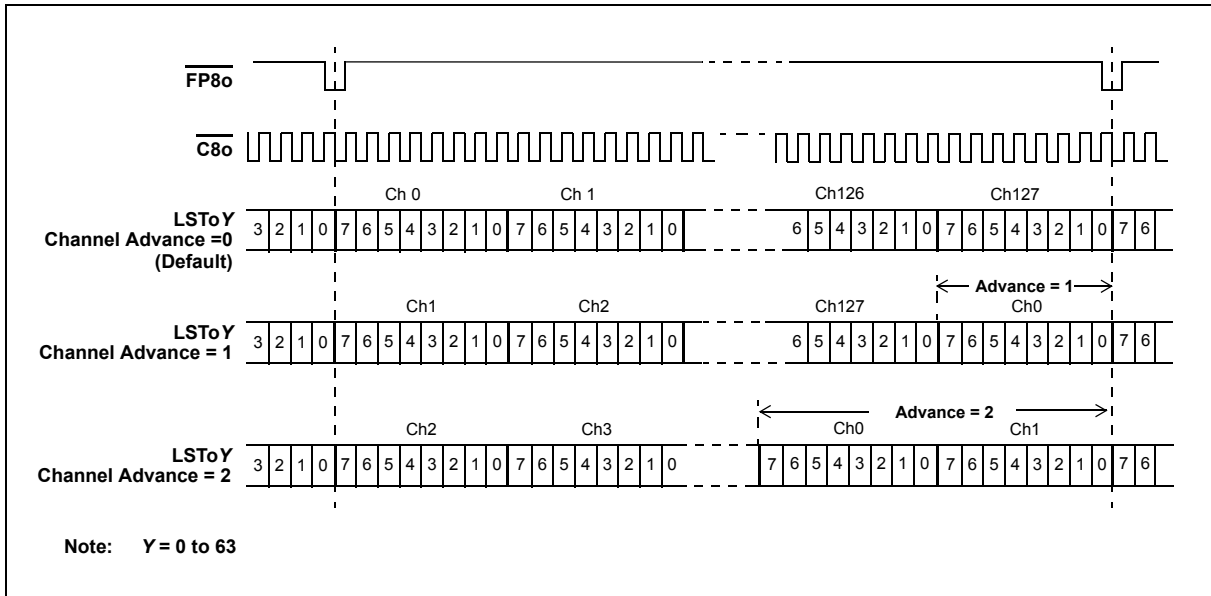 FP8o
C8o
Ch 0 Ch 1 Ch126 Ch127
LSToY
Channel Advance =0
(Default)
3 2 1 0 7 6 5 4 3 2 1 0 7 6 5 4 3 2 1 0 6 5 4 3 2 1 0 7 6 5 4 3 2 1 0 7 6
Advance = 1
Ch1 Ch2 Ch127 Ch0
LSToY
Channel Advance = 1
3 2 1 0 7 6 5 4 3 2 1 0 7 6 5 4 3 2 1 0 6 5 4 3 2 1 0 7 6 5 4 3 2 1 0 7 6
Advance = 2
Ch2 Ch3 Ch0 Ch1
LSToY
Channel Advance = 2
3 2 1 0 7 6 5 4 3 2 1 0 7 6 5 4 3 2 1 0 7 6 5 4 3 2 1 0 7 6 5 4 3 2 1 0 7 6
Note: Y = 0 to 63